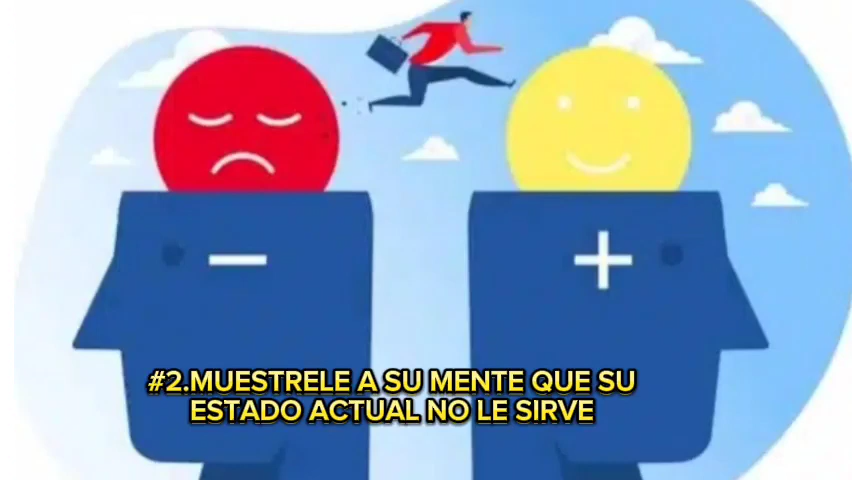 #2.MUESTRELE A SU MENTE QUE SU
ESTADO ACTUAL NO LE SIRVE